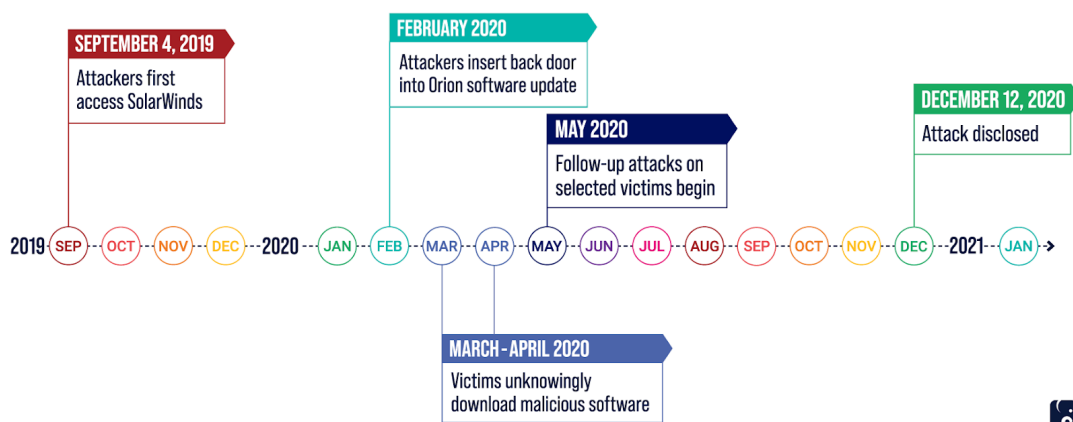 SEPTEMBER 4, 2019
Attackers first
access SolarWinds
FEBRUARY 2020
Attackers insert back door
into Orion software update
MAY 2020
Follow-up attacks on
selected victims begin
DECEMBER 12, 2020
Attack disclosed
2019 SEP OCT NOV DEC 2020 JAN FEB MAR APR MAY JUN JUL AUG SEP OCT NOV DEC 2021 JAN
MARCH-APRIL 2020
Victims unknowingly
download malicious software